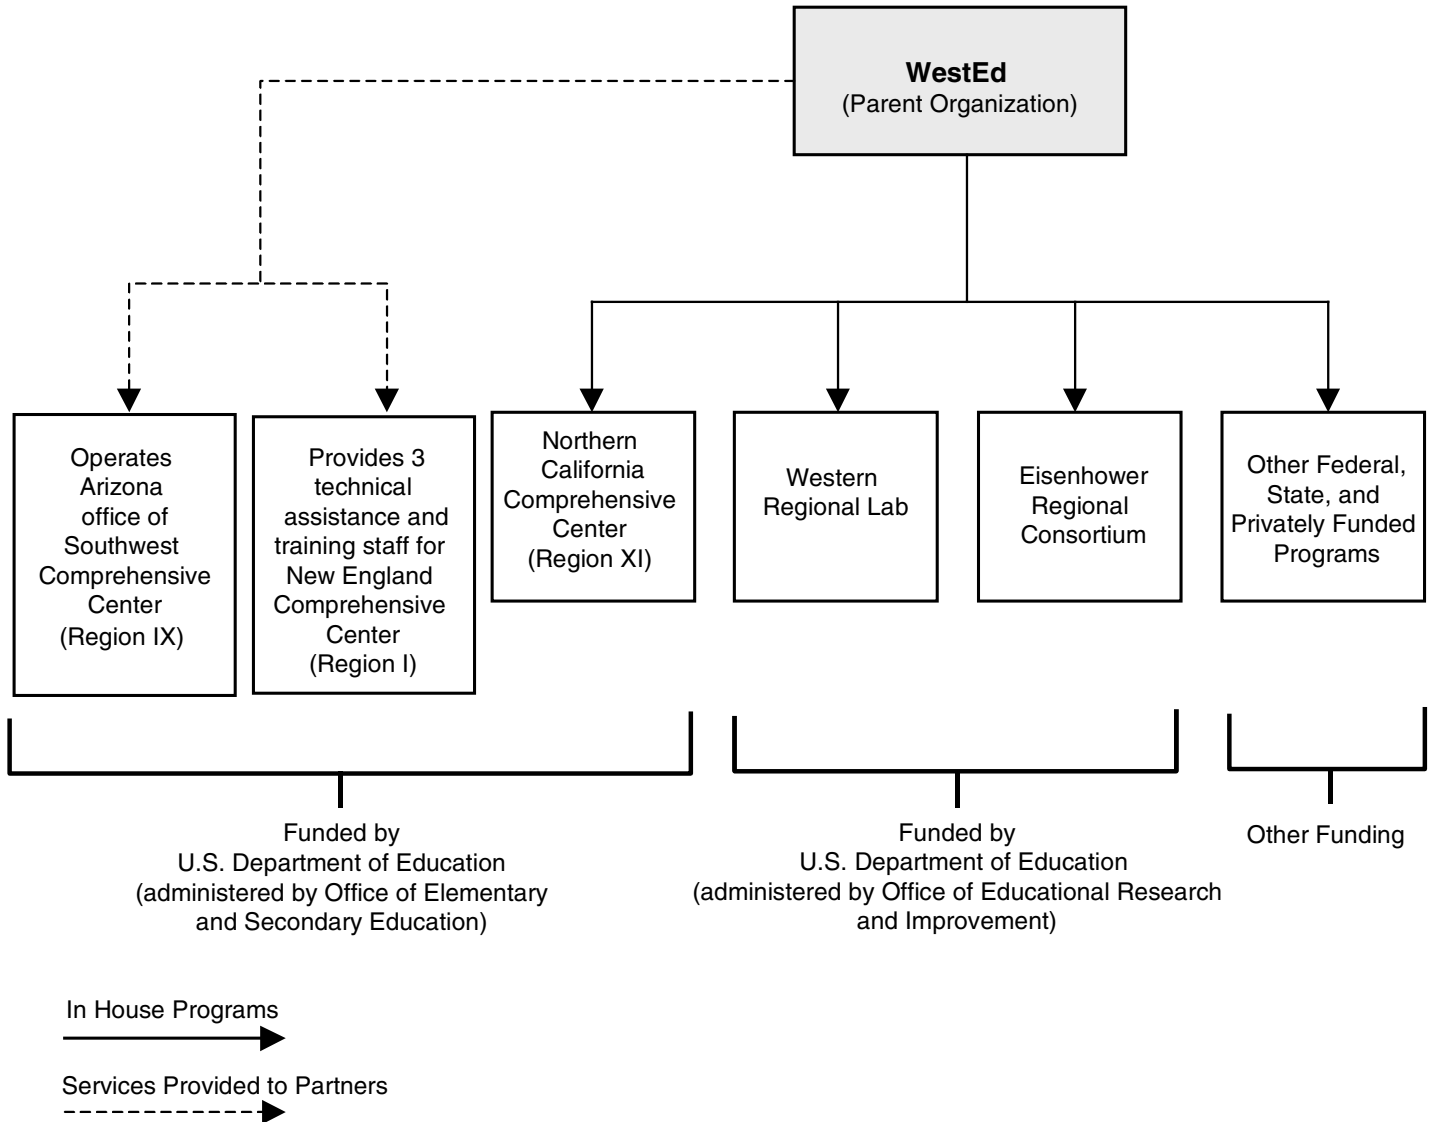 WestEd
(Parent Organization)
Operates
Arizona
office of
Southwest
Comprehensive
Center
(Region IX)
Provides 3
technical
assistance and
training staff for
New England
Comprehensive
Center
(Region I)
Northern
California
Comprehensive
Center
(Region XI)
Western
Regional Lab
Eisenhower
Regional
Consortium
Other Federal,
State, and
Privately Funded
Programs
Funded by
U.S. Department of Education
(administered by Office of Elementary
and Secondary Education)
Funded by
U.S. Department of Education
(administered by Office of Educational Research
and Improvement)
Other Funding
In House Programs
Services Provided to Partners